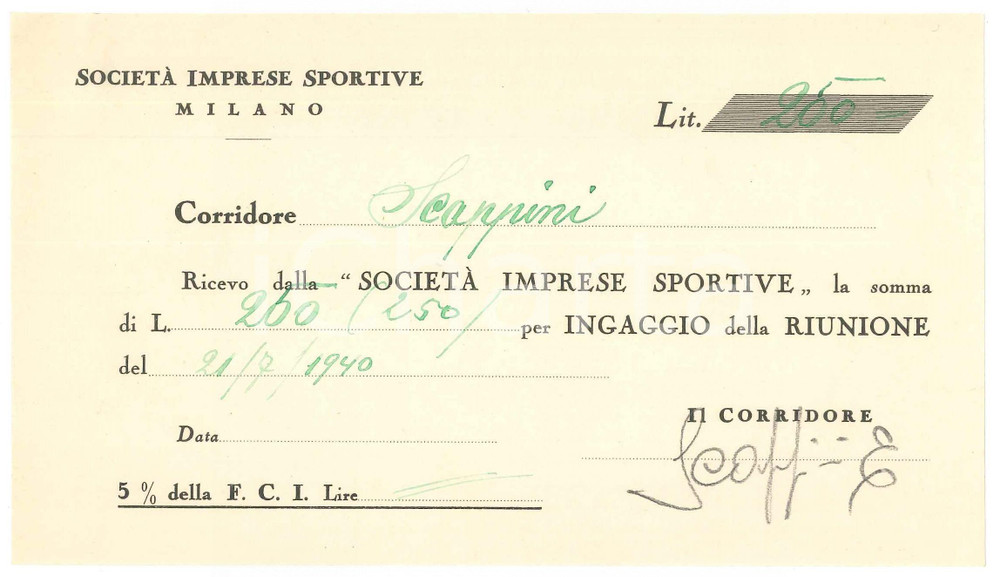 SOCIETÀ IMPRESE SPORTIVE
MILANO
Lit. 250 =
Corridore Scappini
Ricevo dalla “ SOCIETÀ IMPRESE SPORTIVE „ la somma
di L. 250 (250) per INGAGGIO della RIUNIONE
del 21/7/1940
Il CORRIDORE
Data
Scappini E
5 % della F. C. I. Lire